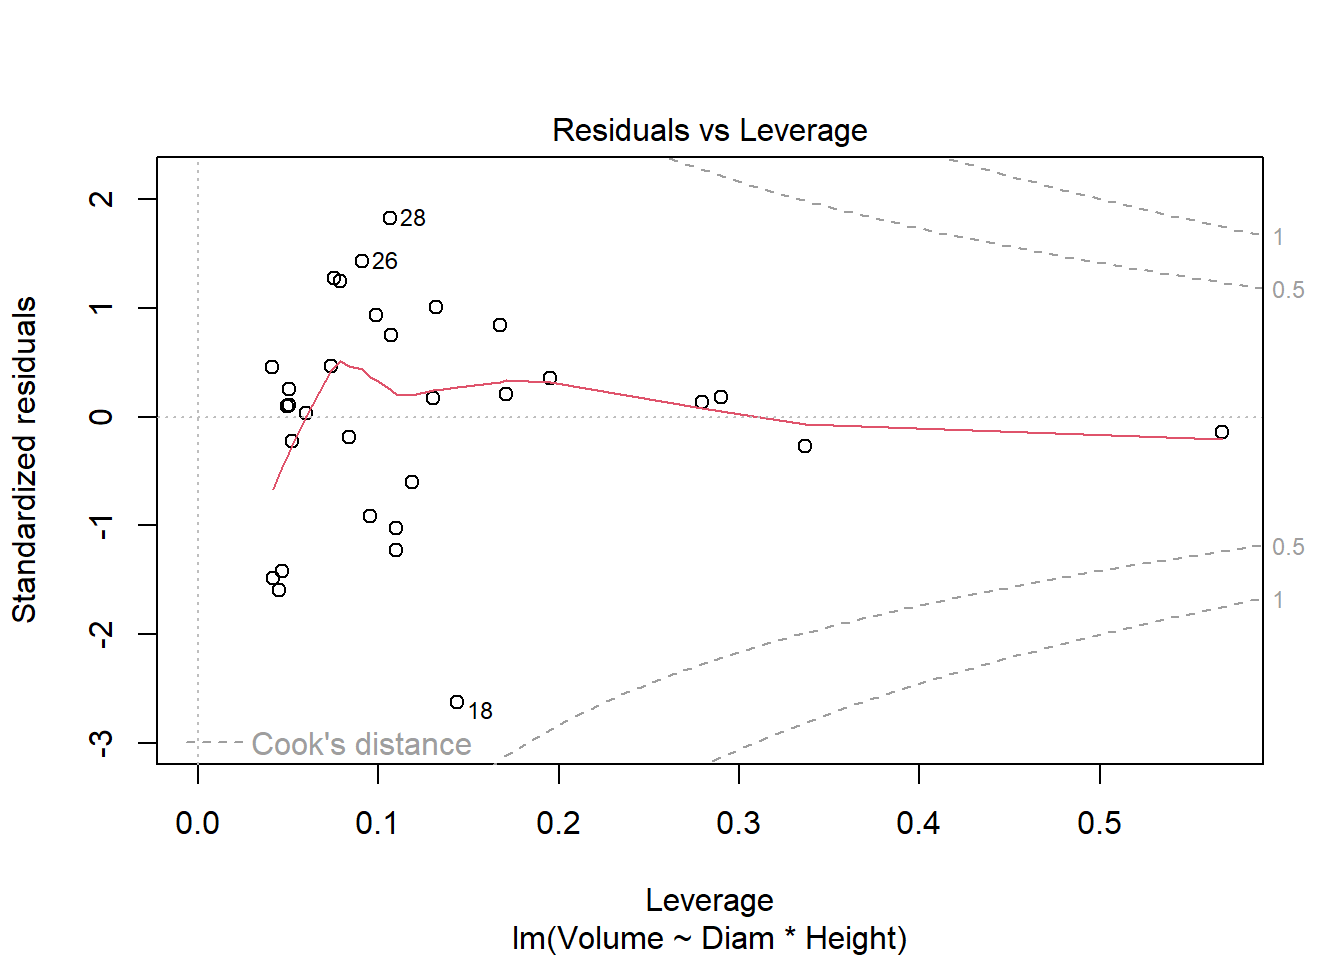 Residuals vs Leverage
Standardized residuals
2
1
0
-1
-2
-3
28
26
18
1
0.5
0.5
1
Cook's distance
0.0 0.1 0.2 0.3 0.4 0.5
Leverage
lm(Volume ~ Diam * Height)